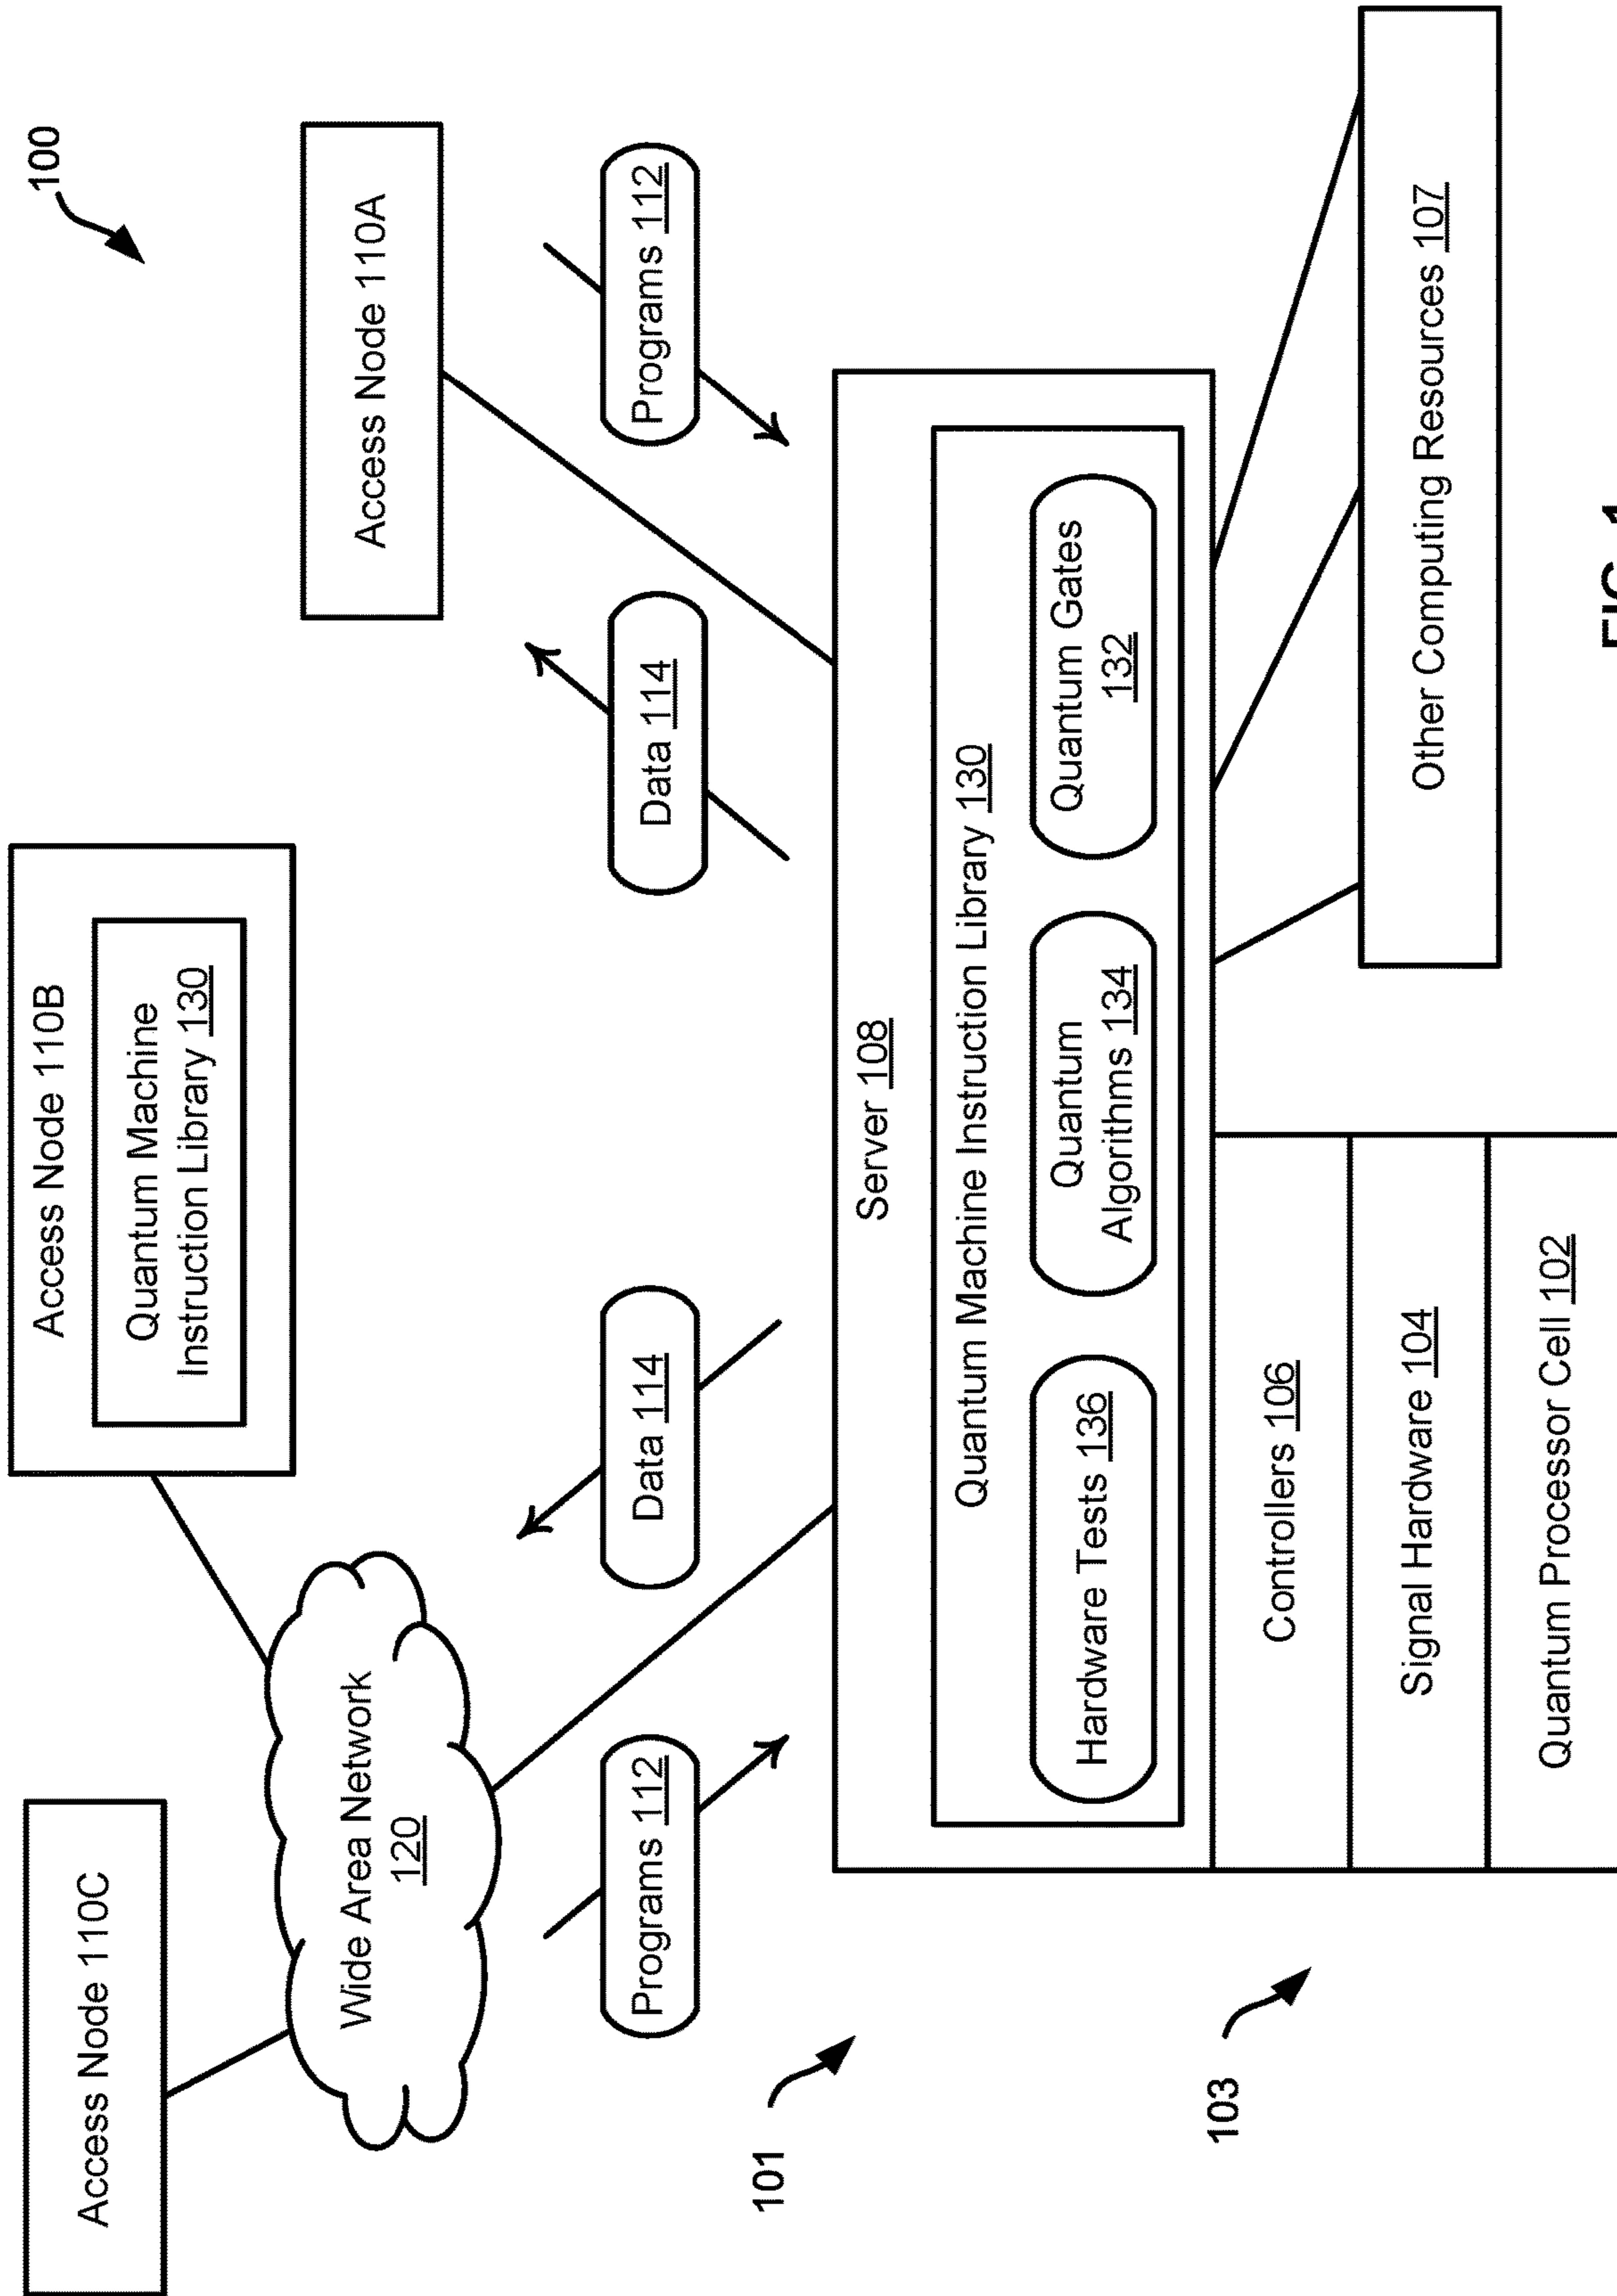 100
Access Node 110C
Access Node 110B
Quantum Machine
Instruction Library 130
Access Node 110A
Wide Area Network
120
Programs 112
Data 114
Data 114
Programs 112
101
Server 108
Quantum Machine Instruction Library 130
Hardware Tests 136
Quantum
Algorithms 134
Quantum Gates
132
103
Controllers 106
Signal Hardware 104
Quantum Processor Cell 102
Other Computing Resources 107
FIG. 1